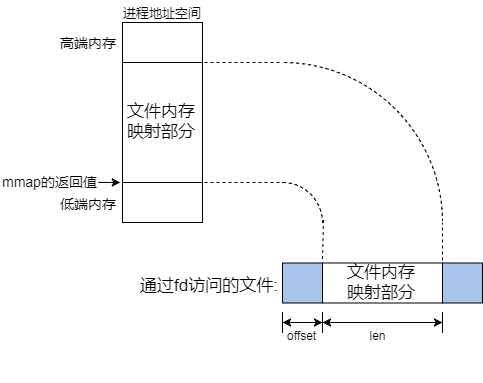 进程地址空间
高端内存
文件内存
映射部分
mmap的返回值
低端内存
通过fd访问的文件:
文件内存
映射部分
offset
len